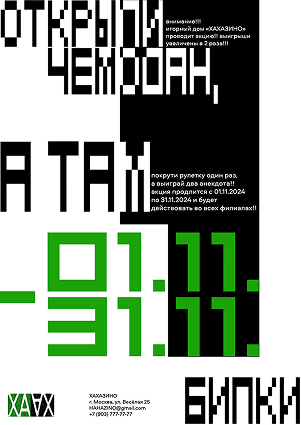 ОТКРЫЛИ
ЧЕМОДАН,
внимание!!!
игорный дом «ХАХАЗИНО»
проводит акцию!! выигрыши
увеличены в 2 раза!!!
А ТАМ
покрути рулетку один раз,
а выиграй два анекдота!!
акция продлится с 01.11.2024
по 31.11.2024 и будет
действовать во всех филиалах!!
01.11.
–31.11.
ХАХАЗИНО
г. Москва, ул. Весёлая 25
HAHAZINO@gmail.com
+7 (903) 777-77-77
ХАХ
БИПКИ